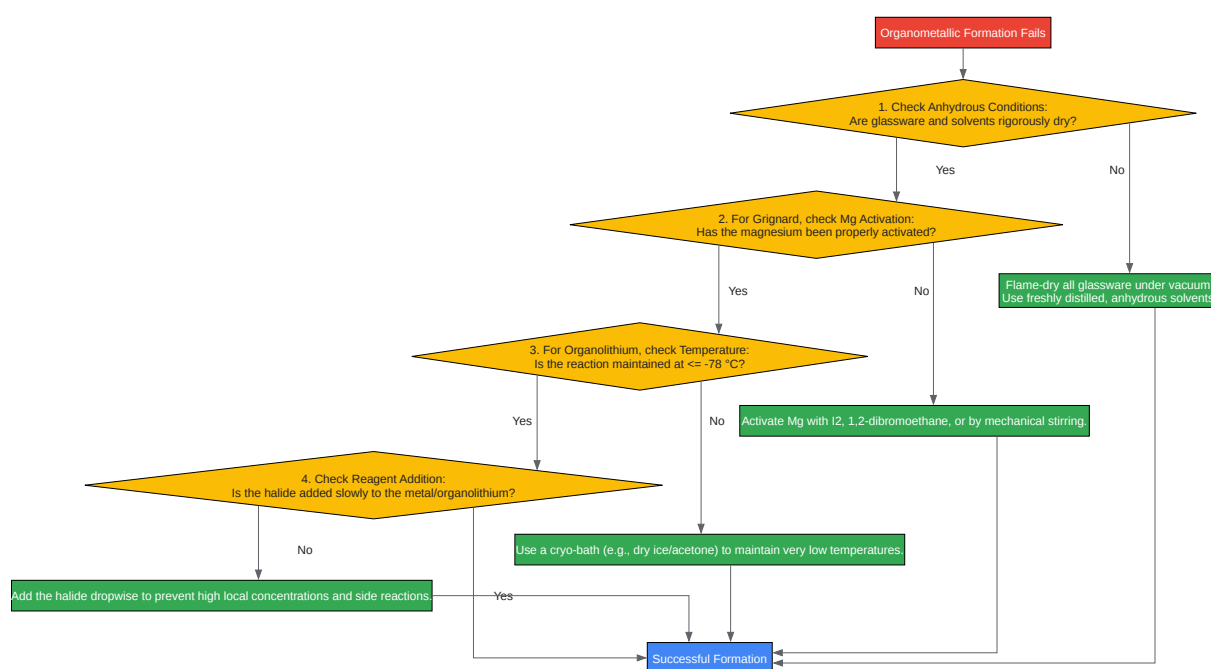 Organometallic Formation Fails
1. Check Anhydrous Conditions:
Are glassware and solvents rigorously dry?
Yes
No
2. For Grignard, check Mg Activation:
Has the magnesium been properly activated?
Flame-dry all glassware under vacuum
Use freshly distilled, anhydrous solvents
Yes
No
3. For Organolithium, check Temperature:
Is the reaction maintained at <= -78 °C?
Yes
No
Activate Mg with I2, 1,2-dibromoethane, or by mechanical stirring.
4. Check Reagent Addition:
Is the halide added slowly to the metal/organolithium?
No
Use a cryo-bath (e.g., dry ice/acetone) to maintain very low temperatures.
Add the halide dropwise to prevent high local concentrations and side reactions.
Yes
Successful Formation